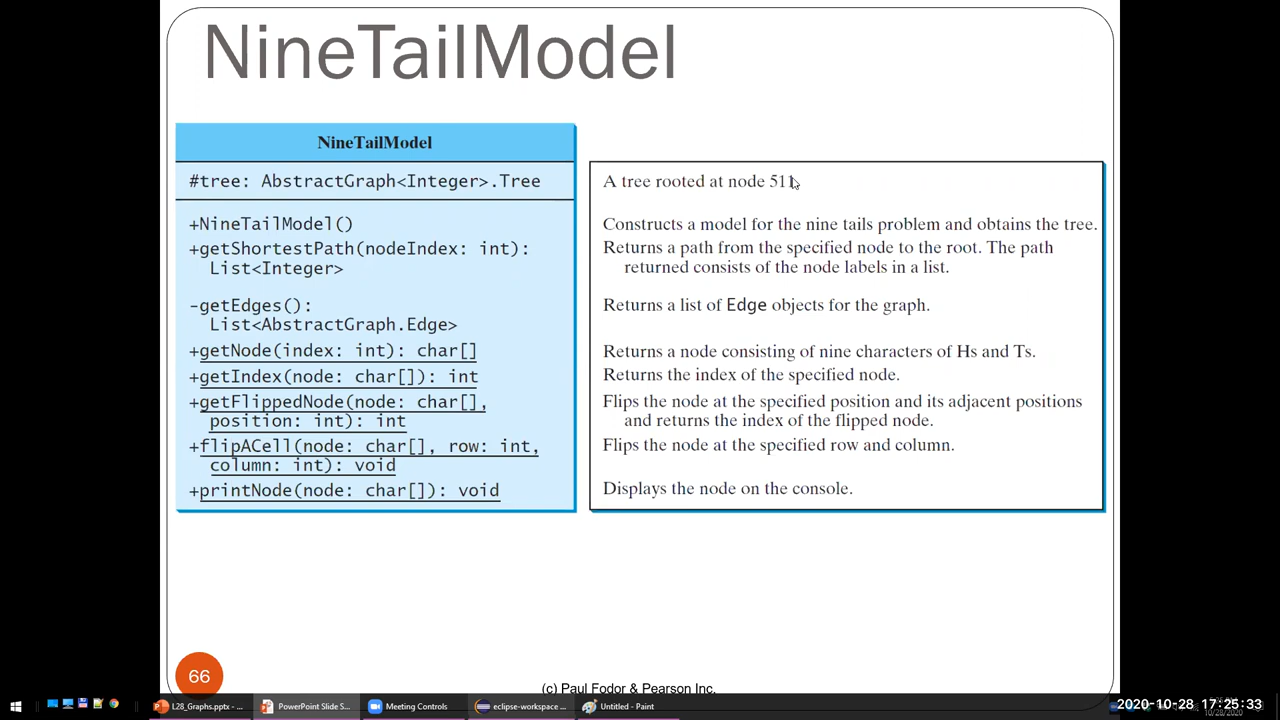 NineTailModel
NineTailModel
#tree: AbstractGraph<Integer>.Tree
A tree rooted at node 511.
+NineTailModel()
Constructs a model for the nine tails problem and obtains the tree.
+getShortestPath(nodeIndex: int):
List<Integer>
Returns a path from the specified node to the root. The path
returned consists of the node labels in a list.
-getEdges():
List<AbstractGraph.Edge>
Returns a list of Edge objects for the graph.
+getNode(index: int): char[]
Returns a node consisting of nine characters of Hs and Ts.
+getIndex(node: char[]): int
Returns the index of the specified node.
+getFlippedNode(node: char[],
position: int): int
Flips the node at the specified position and its adjacent positions
and returns the index of the flipped node.
+flipACell(node: char[], row: int,
column: int): void
Flips the node at the specified row and column.
+printNode(node: char[]): void
Displays the node on the console.
66
(c) Paul Fodor & Pearson Inc.
L28_Graphs.pptx - ...
PowerPoint Slide S...
Meeting Controls
eclipse-workspace ...
Untitled - Paint
2020-10-28 17:25:33